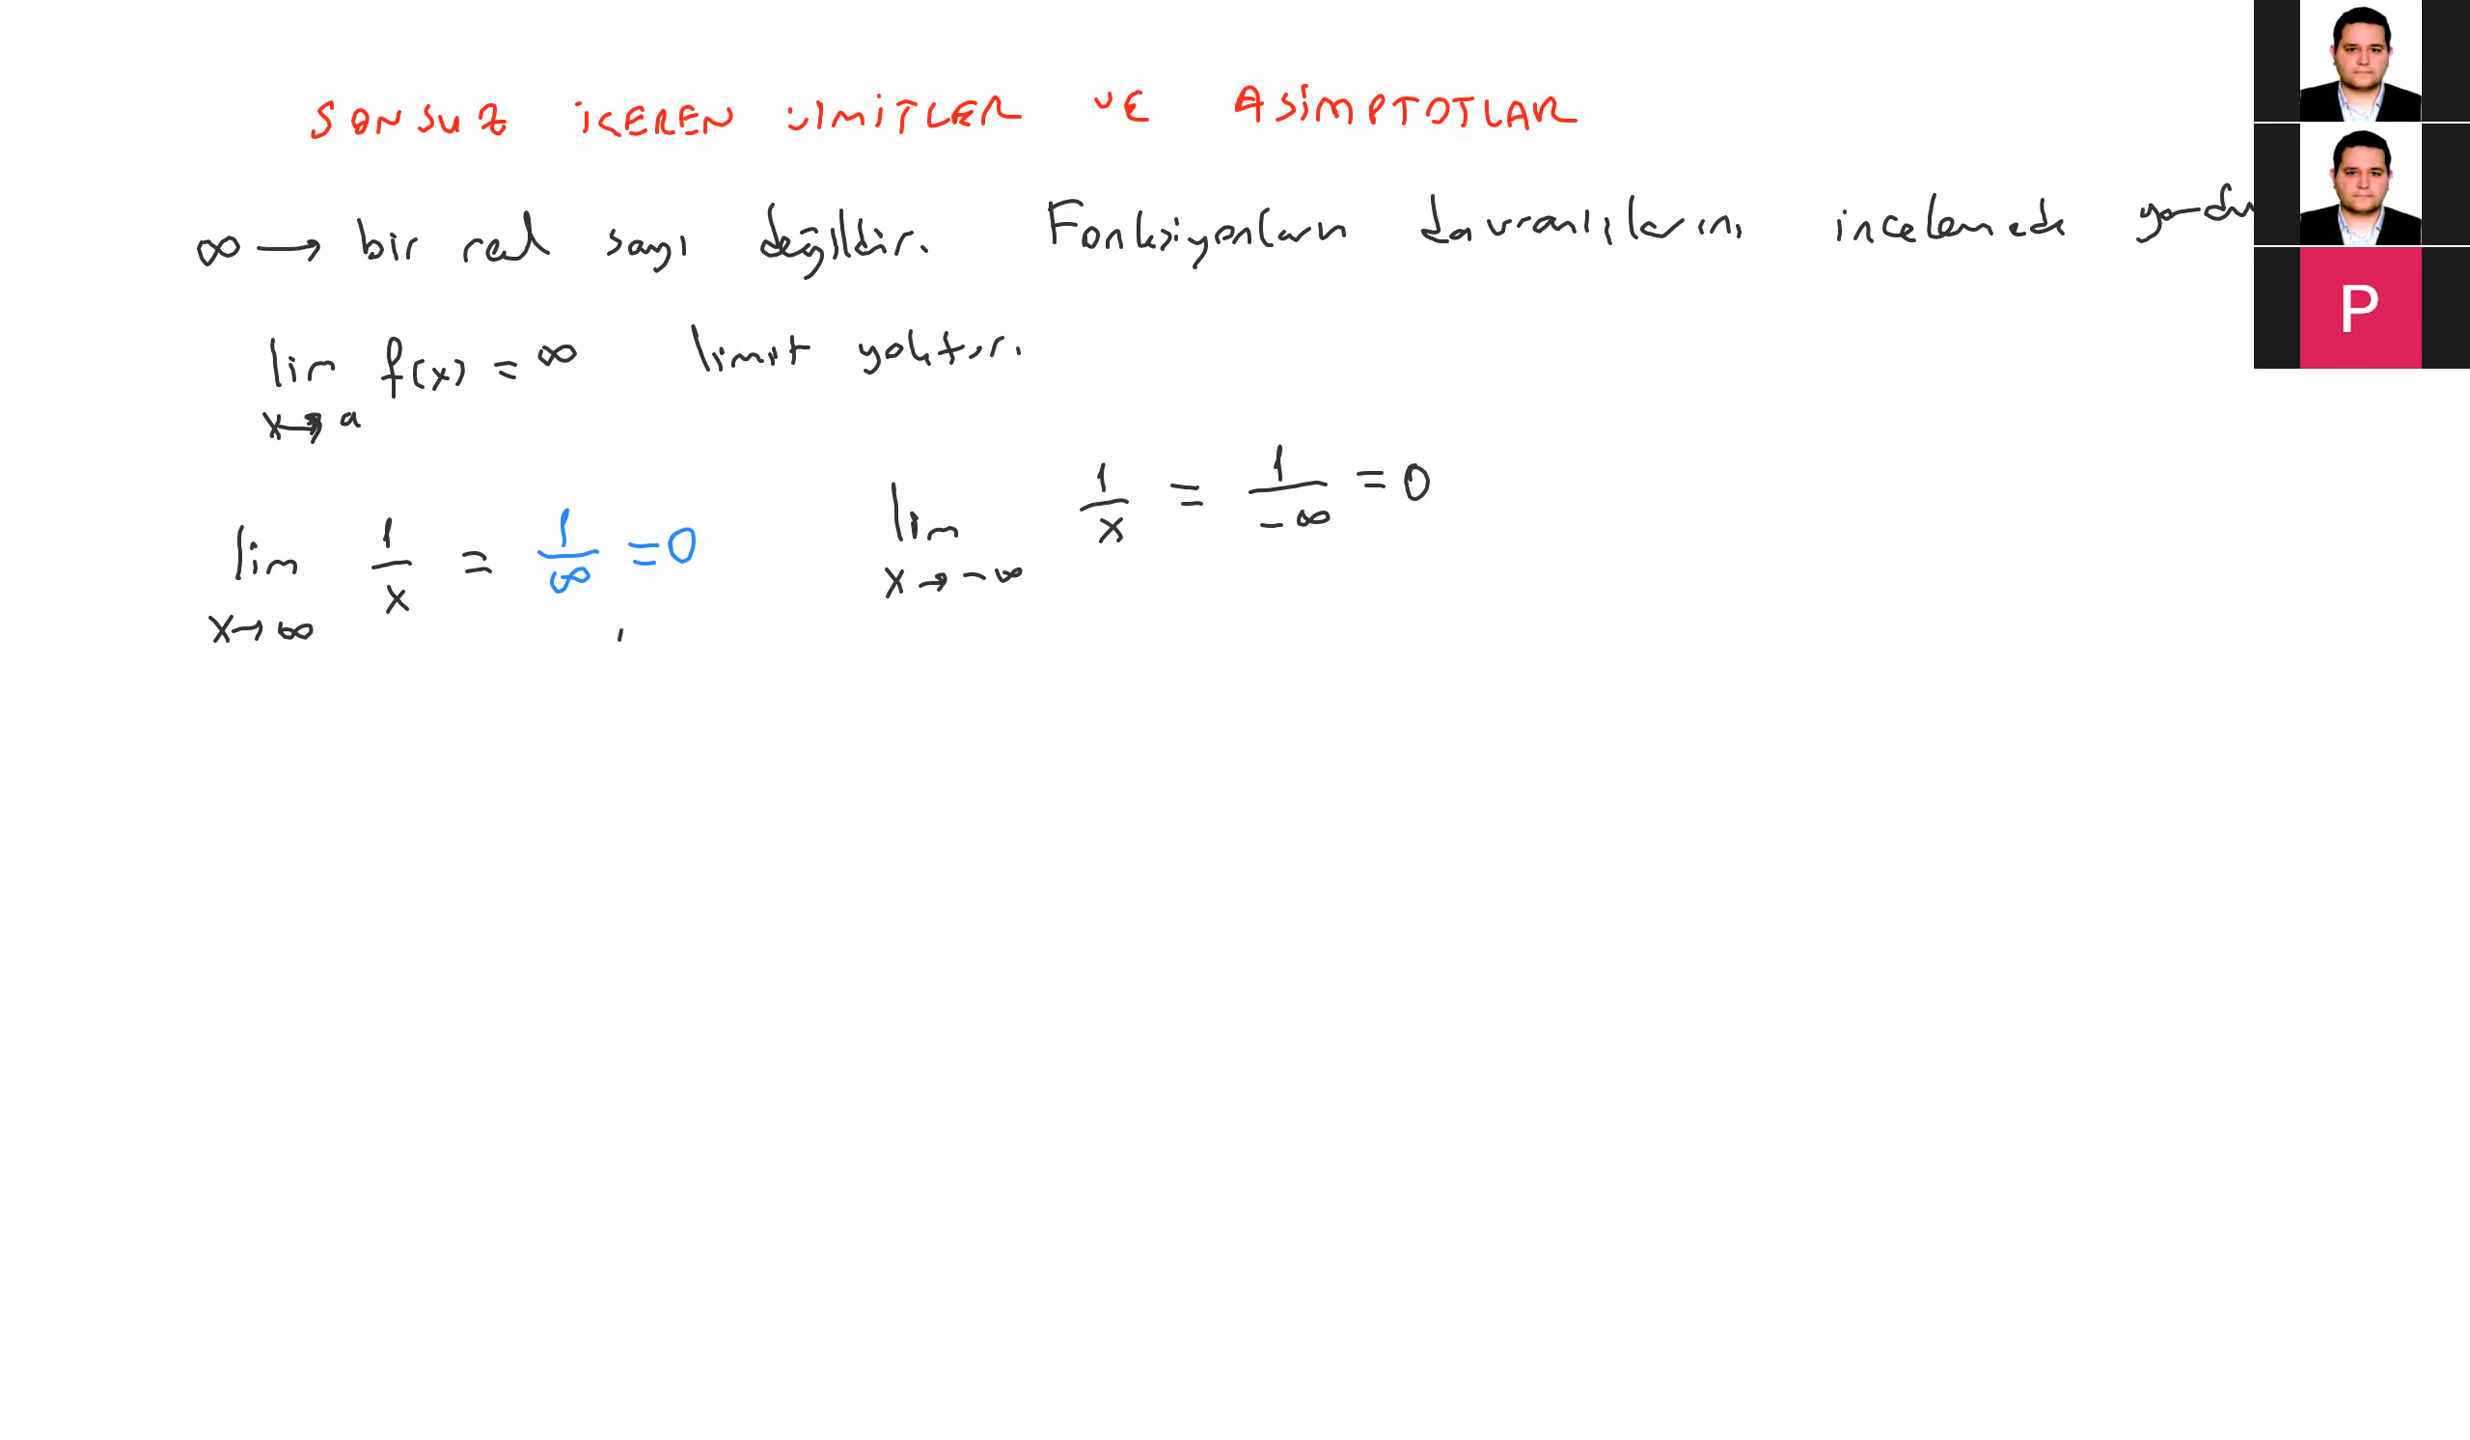 SONSUZ İCEREN LİMİTLER VE ASİMPTOTLAR
∞ → bir reel sayı değildir. Fonksiyonların davranışlarını incelemede
lim f(x) = ∞ limit yoktur.
x→a
lim 1/x = 1/∞ = 0
x→∞
lim 1/x = 1/-∞ = 0
x→-∞
P